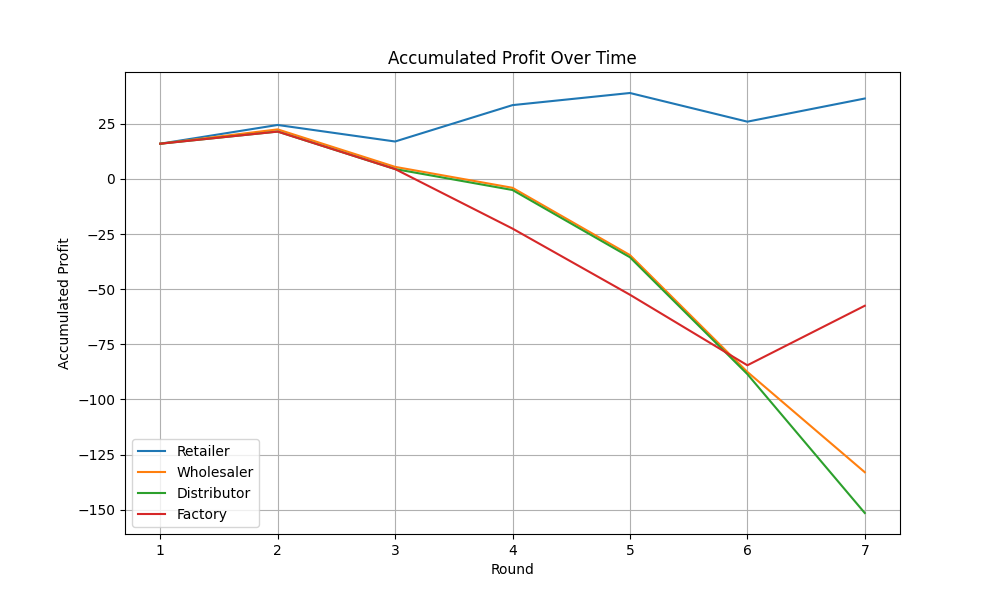 Accumulated Profit Over Time
Accumulated Profit
25
0
−25
−50
−75
−100
−125
−150
Retailer
Wholesaler
Distributor
Factory
1 2 3 4 5 6 7
Round